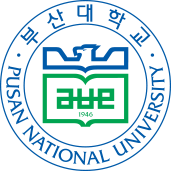 · 부산대학교 ·
PUSAN NATIONAL UNIVERSITY
1946